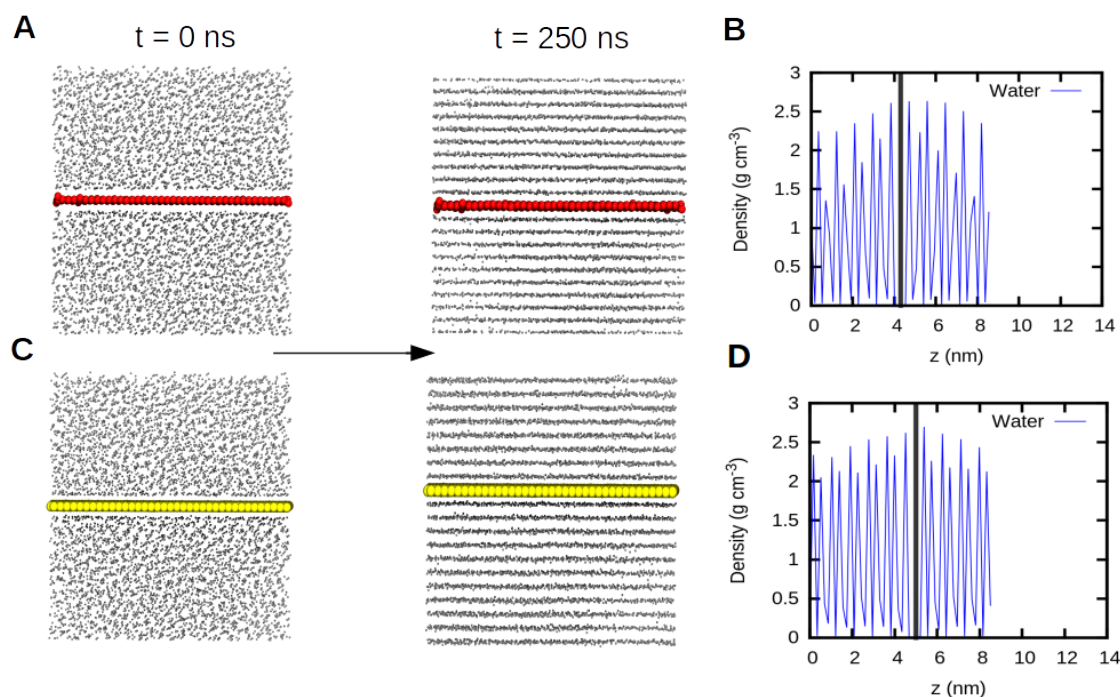 A
t = 0 ns
t = 250 ns
B
3
2.5
2
1.5
1
0.5
0
Density (g cm-3)
Water
0 2 4 6 8 10 12 14
z (nm)
C
D
3
2.5
2
1.5
1
0.5
0
Density (g cm-3)
Water
0 2 4 6 8 10 12 14
z (nm)